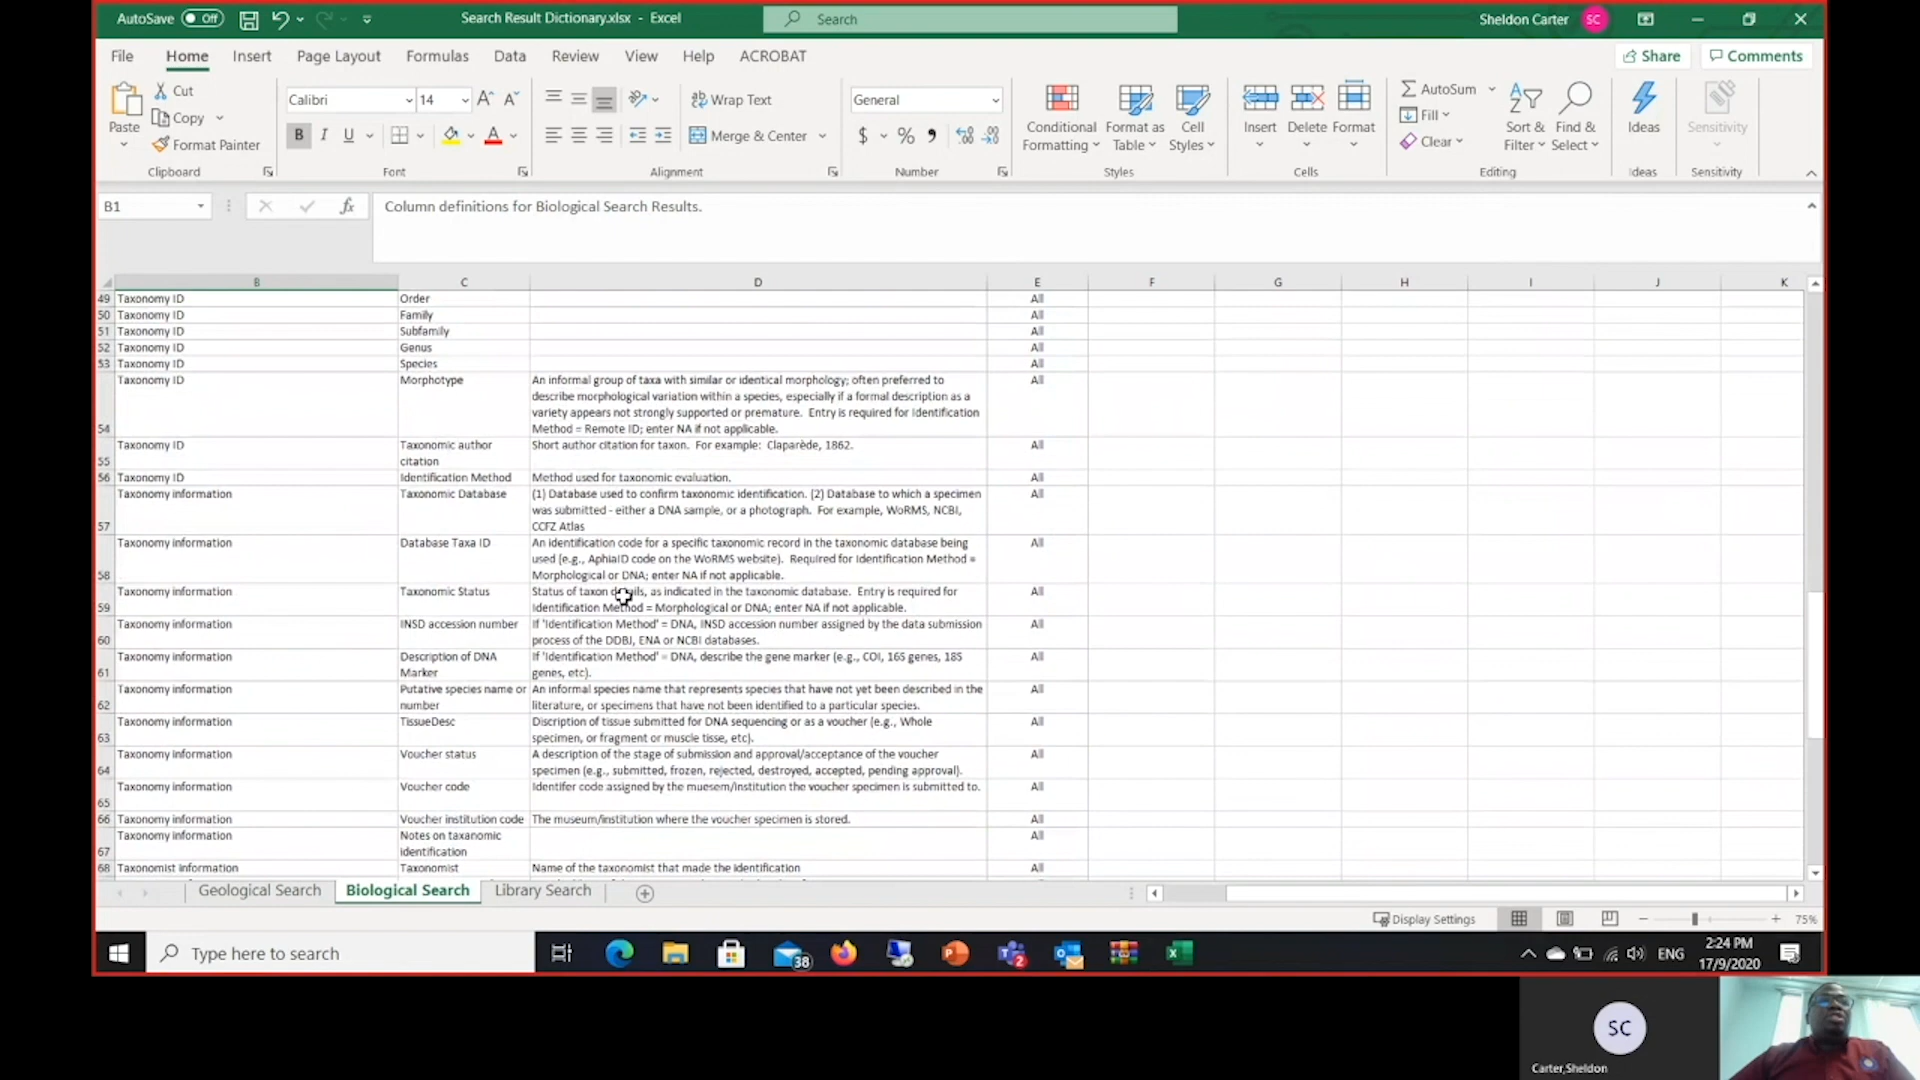 AutoSave Off Search Result Dictionary.xlsx - Excel Search Sheldon Carter SC
File Home Insert Page Layout Formulas Data Review View Help ACROBAT Share Comments
Paste Cut Copy Format Painter
Calibri 14
B I U
Wrap Text
Merge & Center
General
$ %
Conditional Formatting Format as Table Cell Styles
Insert Delete Format
AutoSum Fill Clear
Sort & Filter Find & Select
Ideas Sensitivity
Clipboard Font Alignment Number Styles Cells Editing Ideas Sensitivity
B1 fx Column definitions for Biological Search Results.
B C D E F G H I J K
49 Taxonomy ID Order All
50 Taxonomy ID Family All
51 Taxonomy ID Subfamily All
52 Taxonomy ID Genus All
53 Taxonomy ID Species All
Taxonomy ID Morphotype An informal group of taxa with similar or identical morphology; often preferred to All
describe morphological variation within a species, especially if a formal description as a
variety appears not strongly supported or premature. Entry is required for Identification
54 Method = Remote ID; enter NA if not applicable.
Taxonomy ID Taxonomic author Short author citation for taxon. For example: Claparède, 1862. All
55 citation
56 Taxonomy ID Identification Method Method used for taxonomic evaluation. All
Taxonomy information Taxonomic Database (1) Database used to confirm taxonomic identification. (2) Database to which a specimen All
was submitted - either a DNA sample, or a photograph. For example, WoRMS, NCBI,
57 CCFZ Atlas
Taxonomy information Database Taxa ID An identification code for a specific taxonomic record in the taxonomic database being All
used (e.g., AphiaID code on the WoRMS website). Required for Identification Method =
58 Morphological or DNA; enter NA if not applicable.
Taxonomy information Taxonomic Status Status of taxon details, as indicated in the taxonomic database. Entry is required for All
59 Identification Method = Morphological or DNA; enter NA if not applicable.
Taxonomy information INSD accession number If 'Identification Method' = DNA, INSD accession number assigned by the data submission All
60 process of the DDBJ, ENA or NCBI databases.
Taxonomy information Description of DNA If 'Identification Method' = DNA, describe the gene marker (e.g., COI, 16S genes, 18S All
61 Marker genes, etc).
Taxonomy information Putative species name or An informal species name that represents species that have not yet been described in the All
62 number literature, or specimens that have not been identified to a particular species.
Taxonomy information TissueDesc Discription of tissue submitted for DNA sequencing or as a voucher (e.g., Whole All
63 specimen, or fragment or muscle tisse, etc).
Taxonomy information Voucher status A description of the stage of submission and approval/acceptance of the voucher All
64 specimen (e.g., submitted, frozen, rejected, destroyed, accepted, pending approval).
Taxonomy information Voucher code Identifer code assigned by the muesem/institution the voucher specimen is submitted to. All
65
66 Taxonomy information Voucher institution code The museum/institution where the voucher specimen is stored. All
Taxonomy information Notes on taxanomic All
67 identification
68 Taxonomist information Taxonomist Name of the taxonomist that made the identification All
Geological Search Biological Search Library Search
Display Settings 75%
Type here to search 38 2 ENG 2:24 PM
17/9/2020
SC
Carter,Sheldon